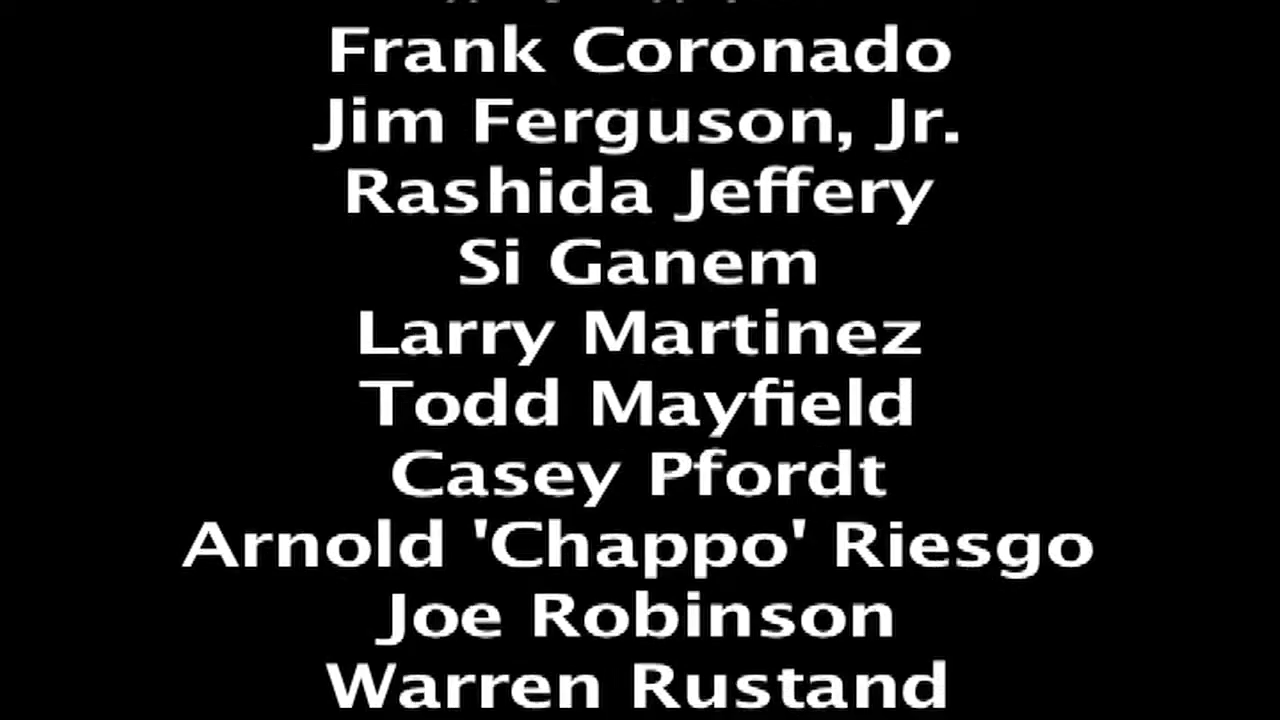 Frank Coronado
Jim Ferguson, Jr.
Rashida Jeffery
Si Ganem
Larry Martinez
Todd Mayfield
Casey Pfordt
Arnold 'Chappo' Riesgo
Joe Robinson
Warren Rustand